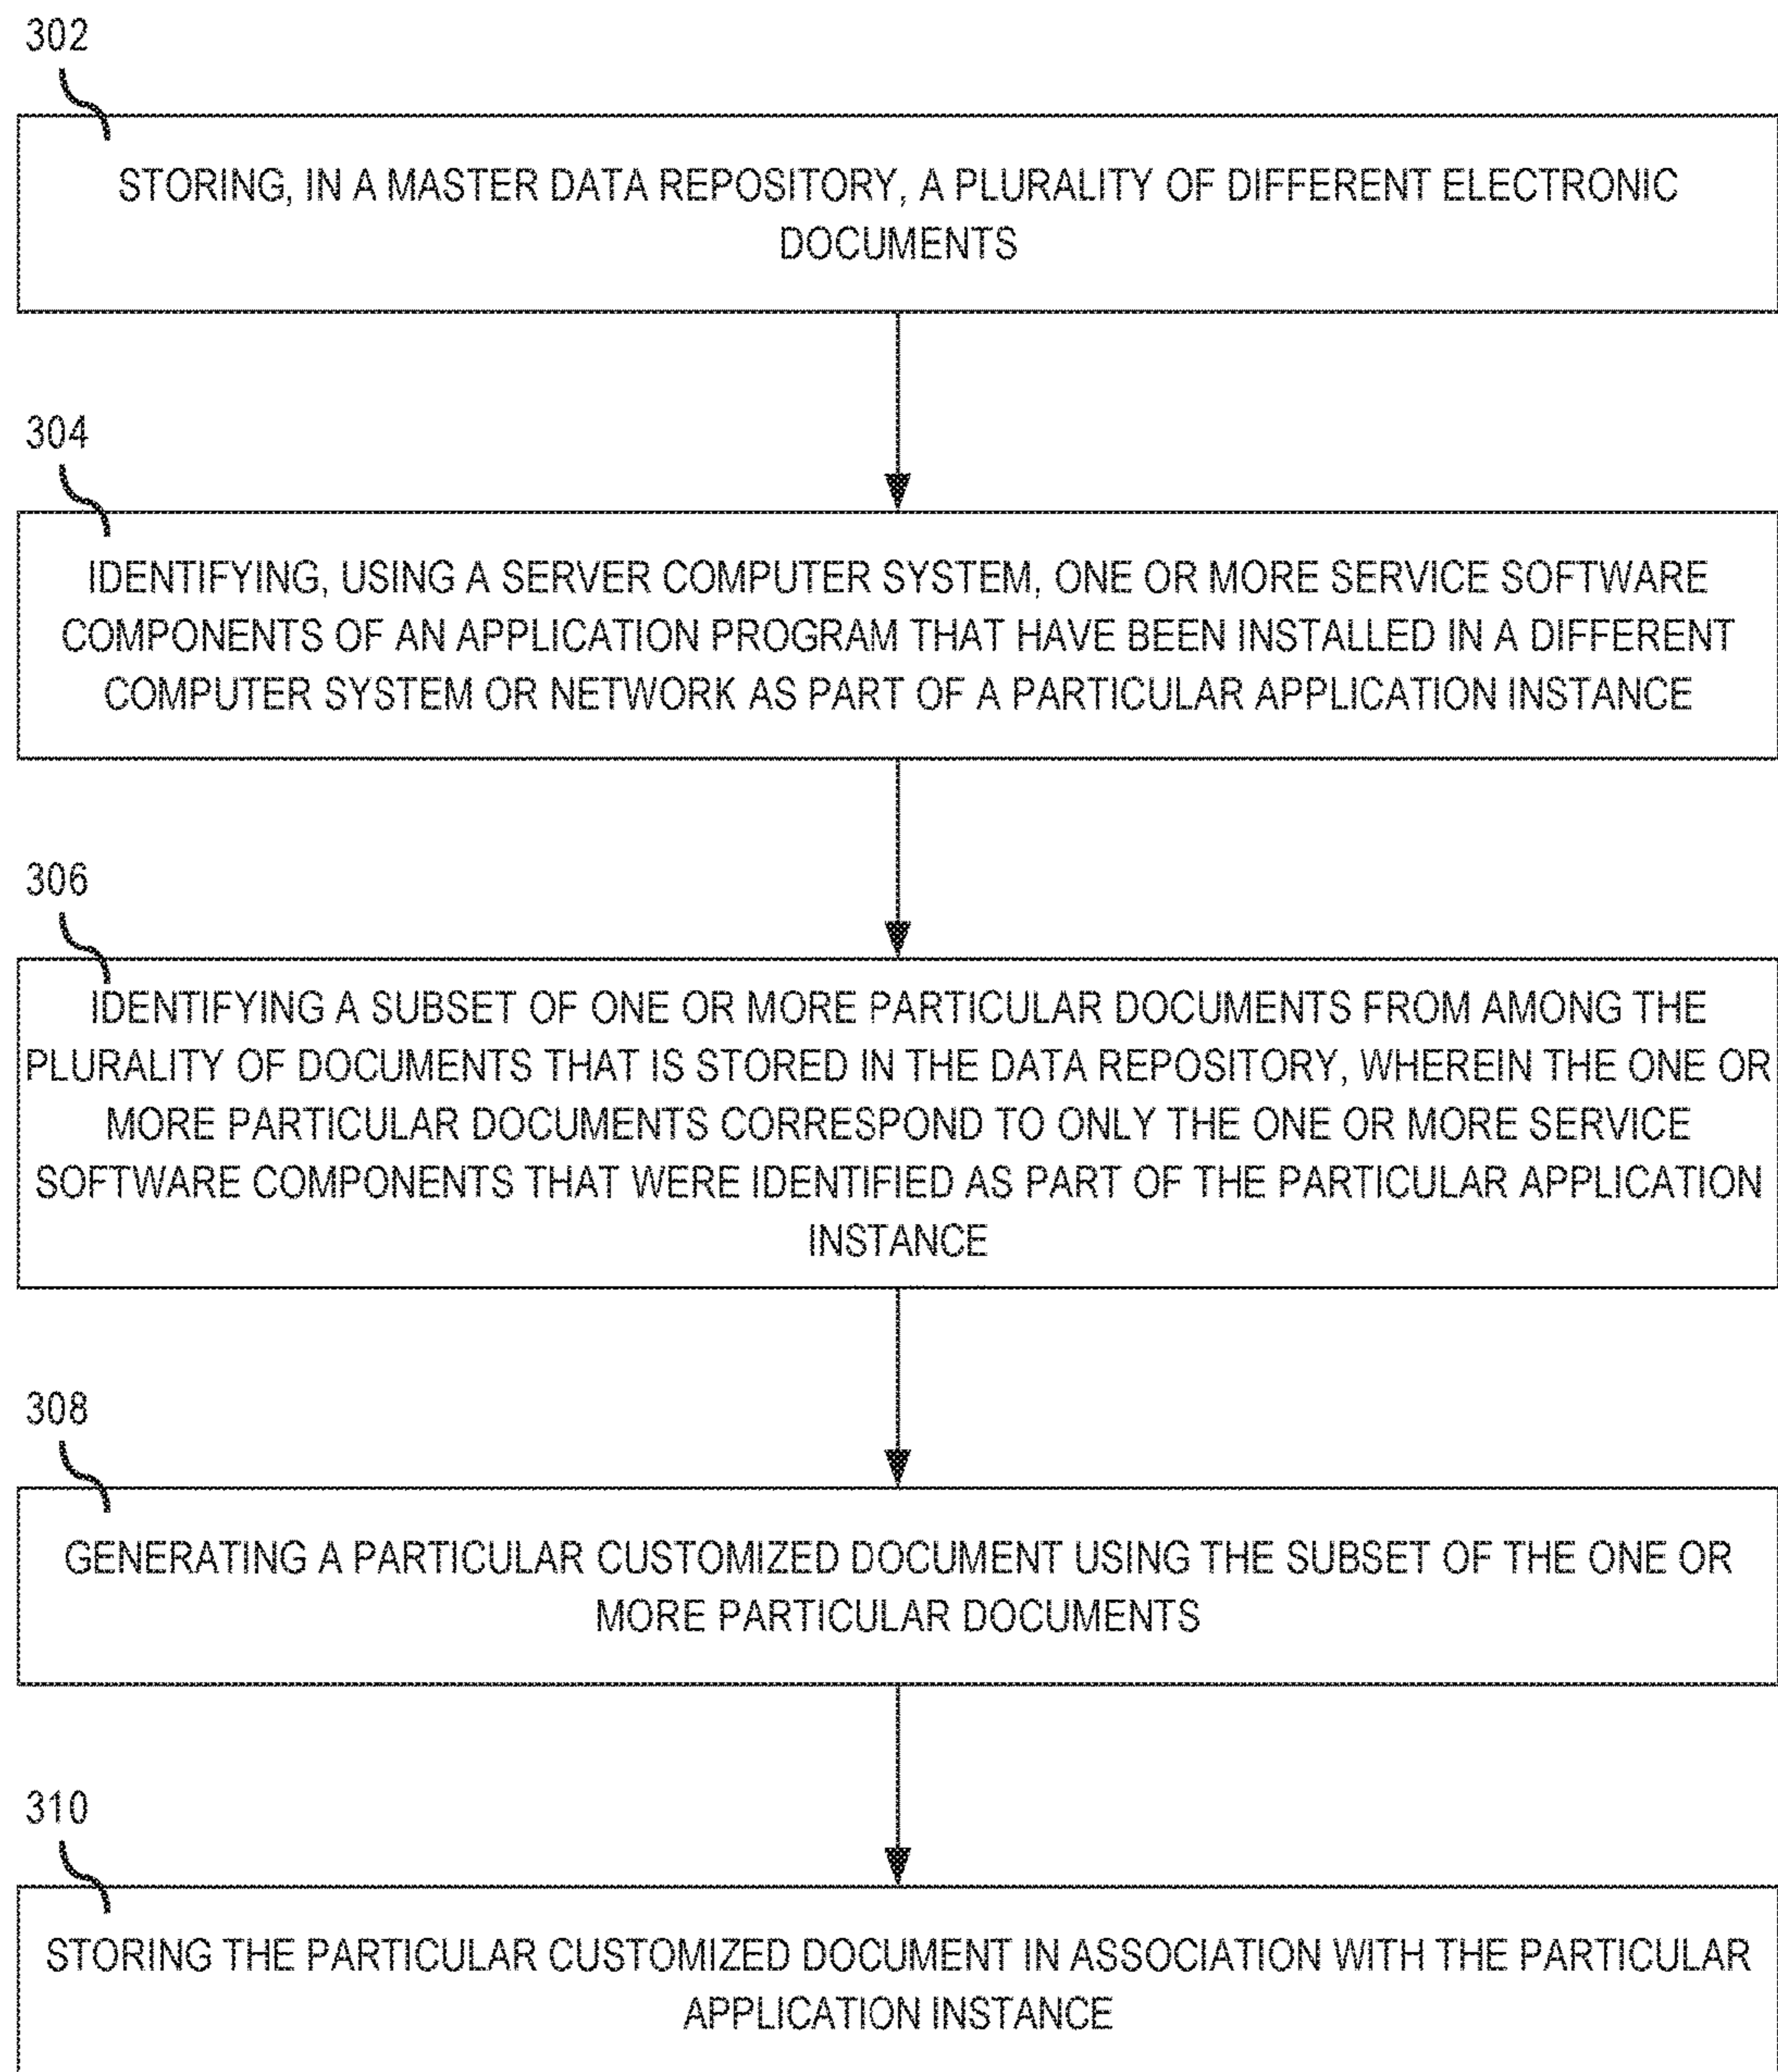 302
STORING, IN A MASTER DATA REPOSITORY, A PLURALITY OF DIFFERENT ELECTRONIC
DOCUMENTS
304
IDENTIFYING, USING A SERVER COMPUTER SYSTEM, ONE OR MORE SERVICE SOFTWARE
COMPONENTS OF AN APPLICATION PROGRAM THAT HAVE BEEN INSTALLED IN A DIFFERENT
COMPUTER SYSTEM OR NETWORK AS PART OF A PARTICULAR APPLICATION INSTANCE
306
IDENTIFYING A SUBSET OF ONE OR MORE PARTICULAR DOCUMENTS FROM AMONG THE
PLURALITY OF DOCUMENTS THAT IS STORED IN THE DATA REPOSITORY, WHEREIN THE ONE OR
MORE PARTICULAR DOCUMENTS CORRESPOND TO ONLY THE ONE OR MORE SERVICE
SOFTWARE COMPONENTS THAT WERE IDENTIFIED AS PART OF THE PARTICULAR APPLICATION
INSTANCE
308
GENERATING A PARTICULAR CUSTOMIZED DOCUMENT USING THE SUBSET OF THE ONE OR
MORE PARTICULAR DOCUMENTS
310
STORING THE PARTICULAR CUSTOMIZED DOCUMENT IN ASSOCIATION WITH THE PARTICULAR
APPLICATION INSTANCE